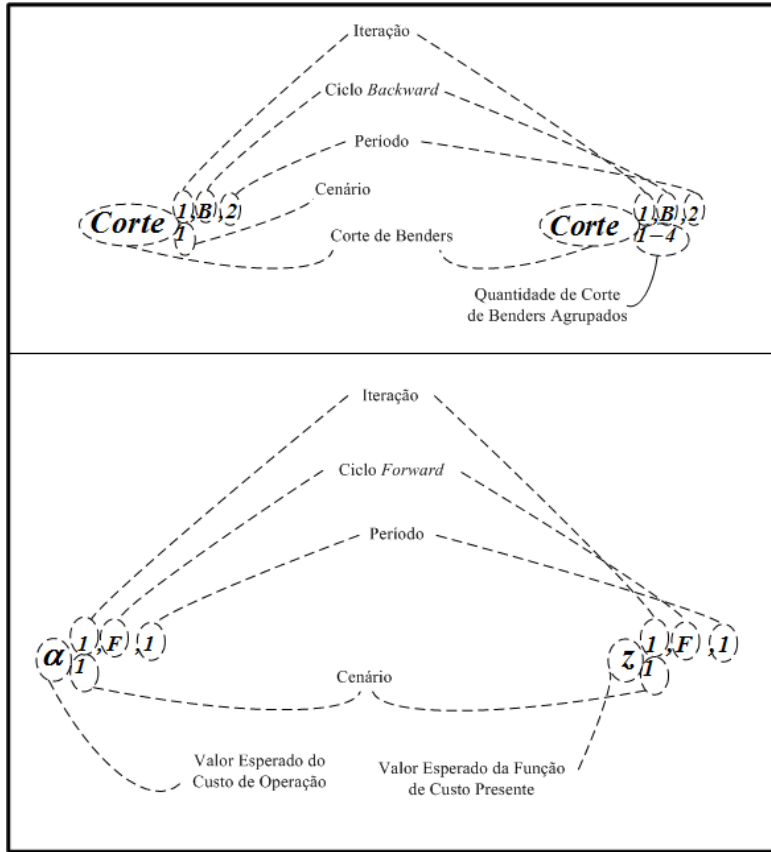 Iteração
Ciclo Backward
Periodo
Cenário
Corte 1,B,2
1
Corte 1,B,2
1-4
Corte de Benders
Quantidade de Corte
de Benders Agrupados
Iteração
Ciclo Forward
Período
α 1,F,1
1
z 1,F,1
1
Cenário
Valor Esperado do
Custo de Operação
Valor Esperado da Função
de Custo Presente